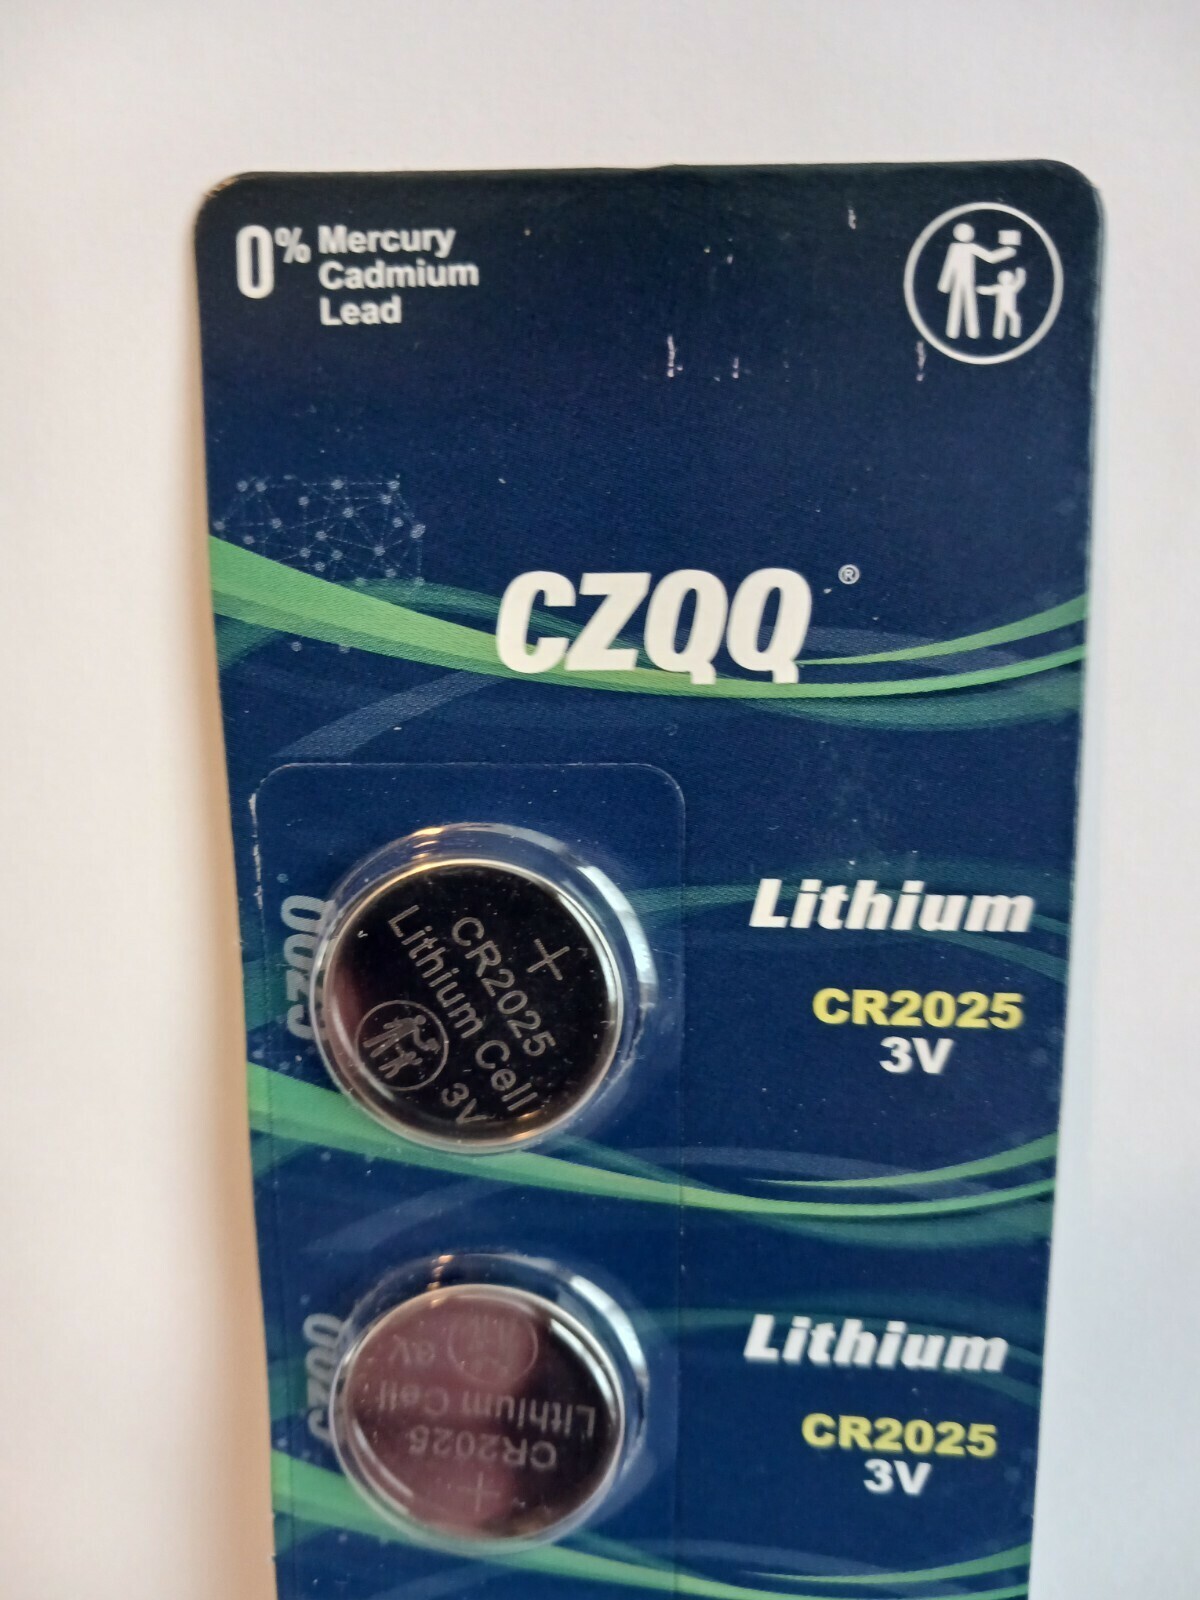 0% Mercury
Cadmium
Lead
CZQQ®
CZQQ
+
CR2025
Lithium Cell
3V
Lithium
CR2025
3V
CZQQ
+
CR2025
Lithium Cell
3V
Lithium
CR2025
3V